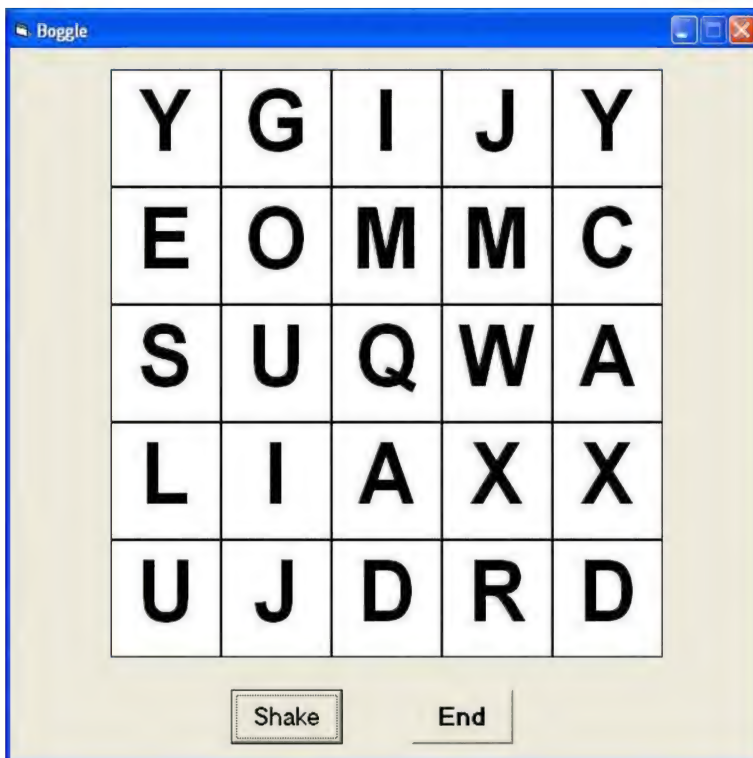 Boggle
Y G I J Y
E O M M C
S U Q W A
L I A X X
U J D R D
Shake End